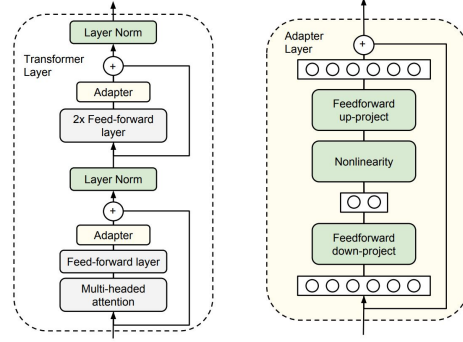 Layer Norm
Transformer
Layer
+
Adapter
2x Feed-forward
layer
Layer Norm
+
Adapter
Feed-forward layer
Multi-headed
attention
Adapter
Layer
+
Feedforward
up-project
Nonlinearity
Feedforward
down-project